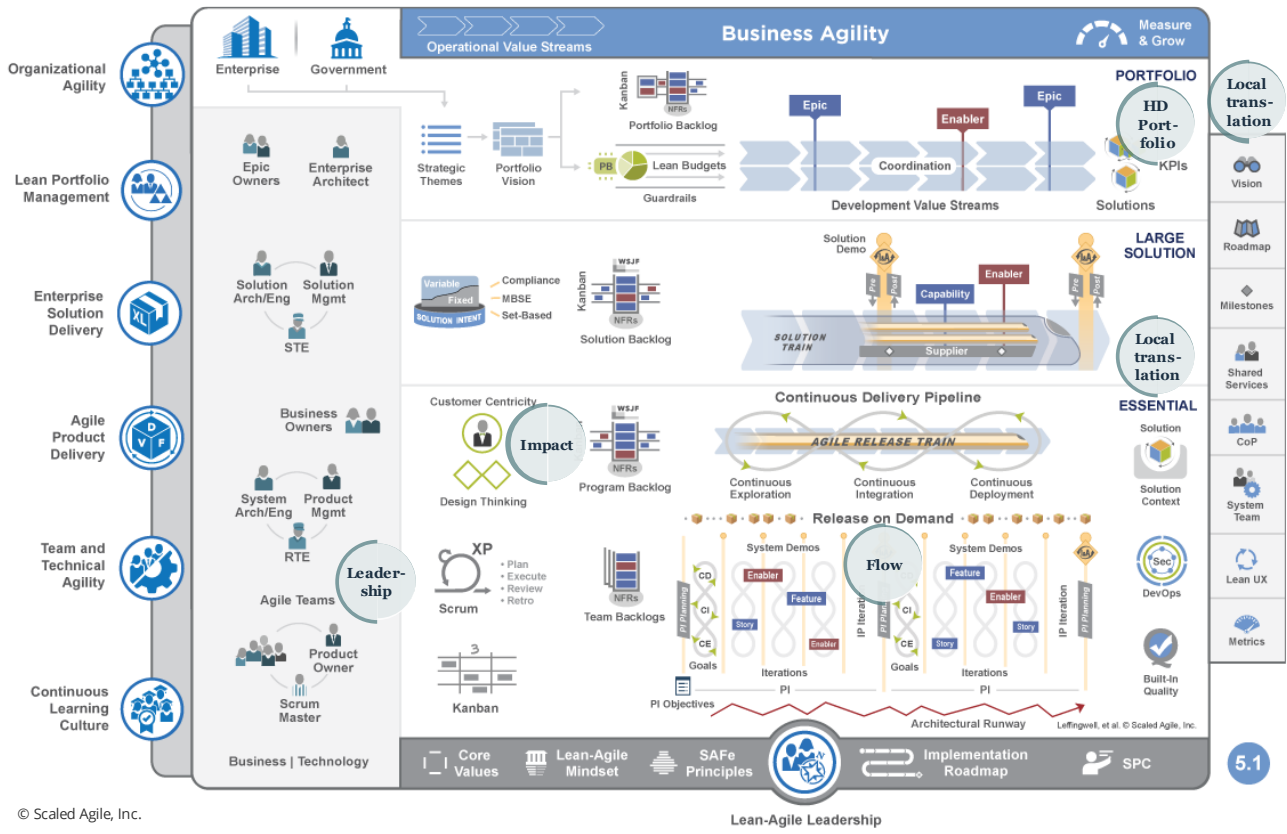 Organizational
Agility
Lean Portfolio
Management
Enterprise
Solution
Delivery
Agile
Product
Delivery
Team and
Technical
Agility
Continuous
Learning
Culture
XL
D
V
F
Enterprise
Government
Operational Value Streams
Business Agility
Measure
& Grow
Epic
Owners
Enterprise
Architect
Strategic
Themes
Portfolio
Vision
Kanban
NFRs
Portfolio Backlog
PB
Lean Budgets
Guardrails
Epic
Enabler
Epic
Coordination
Development Value Streams
PORTFOLIO
HD
Port-
folio
KPIs
Solutions
Local
trans-
lation
Solution
Arch/Eng
Solution
Mgmt
STE
Variable
Fixed
SOLUTION INTENT
Compliance
MBSE
Set-Based
Kanban
WSJF
NFRs
Solution Backlog
Solution
Demo
I&A
Pre
Post
Capability
Enabler
I&A
Pre
Post
SOLUTION
TRAIN
Supplier
LARGE
SOLUTION
Local
trans-
lation
Business
Owners
System
Arch/Eng
Product
Mgmt
RTE
Leader-
ship
Agile Teams
Product
Owner
Scrum
Master
Business | Technology
Customer Centricity
Design Thinking
Impact
WSJF
NFRs
Program Backlog
Continuous Delivery Pipeline
AGILE RELEASE TRAIN
Continuous
Exploration
Continuous
Integration
Continuous
Deployment
ESSENTIAL
Solution
Solution
Context
XP
Scrum
• Plan
• Execute
• Review
• Retro
NFRs
Team Backlogs
3
Kanban
Release on Demand
System Demos
System Demos
Flow
PI Planning
CD
CI
CE
Goals
Enabler
Feature
Story
Enabler
Iterations
IP Iteration
PI Planning
CD
CI
CE
Goals
Feature
Enabler
Story
Story
Iterations
IP Iteration
I&A
PI Planning
PI
PI
PI Objectives
Architectural Runway
Sec
DevOps
Built-In
Quality
Leffingwell, et al. © Scaled Agile, Inc.
Vision
Roadmap
Milestones
Shared
Services
CoP
System
Team
Lean UX
Metrics
Core
Values
Lean-Agile
Mindset
SAFe
Principles
N
Implementation
Roadmap
SPC
5.1
Lean-Agile Leadership
© Scaled Agile, Inc.